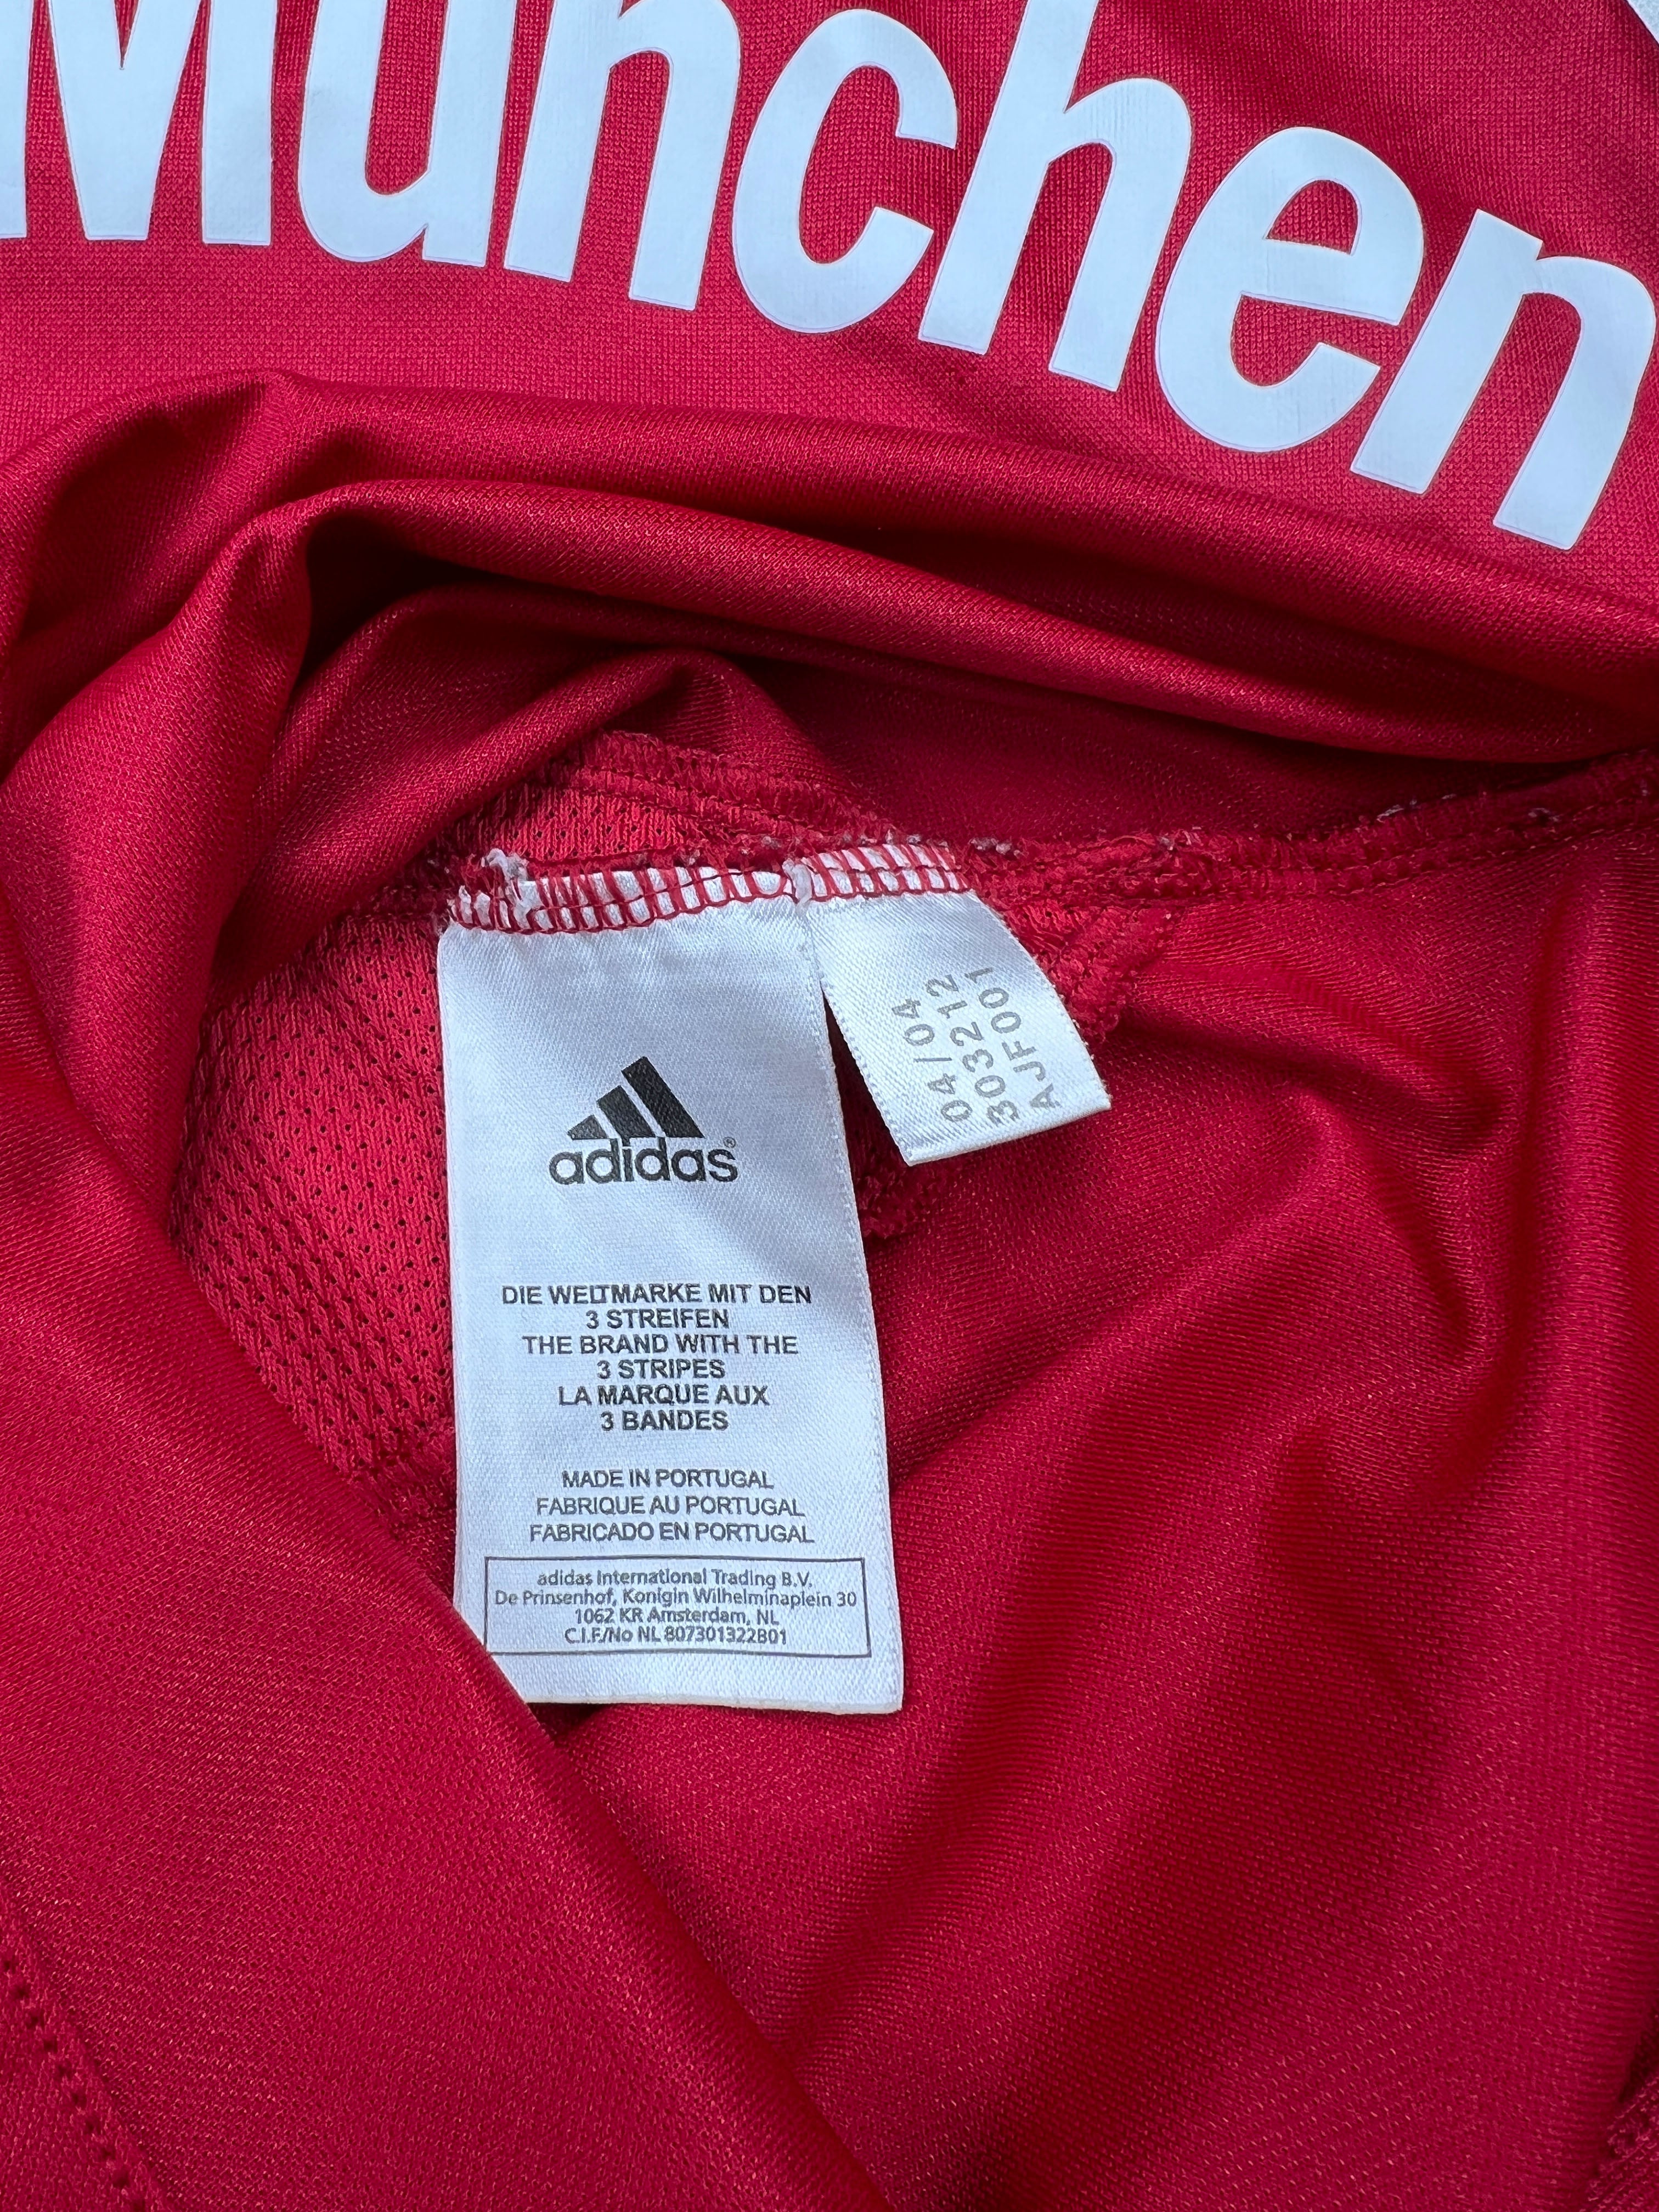 München
adidas®
DIE WELTMARKE MIT DEN
3 STREIFEN
THE BRAND WITH THE
3 STRIPES
LA MARQUE AUX
3 BANDES
MADE IN PORTUGAL
FABRIQUE AU PORTUGAL
FABRICADO EN PORTUGAL
adidas International Trading B.V.
De Prinsenhof, Konigin Wilhelminaplein 30
1062 KR Amsterdam, NL
C.I.F./No NL 807301322B01
04/04
303212
AJF001